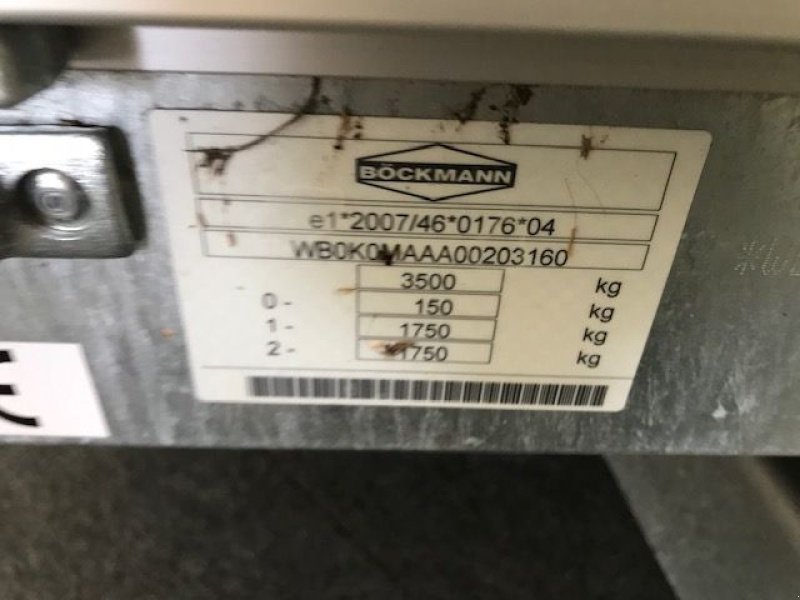 BÖCKMANN
e1*2007/46*0176*04
WB0K0MAAA00203160
3500 kg
0- 150 kg
1- 1750 kg
2- 1750 kg